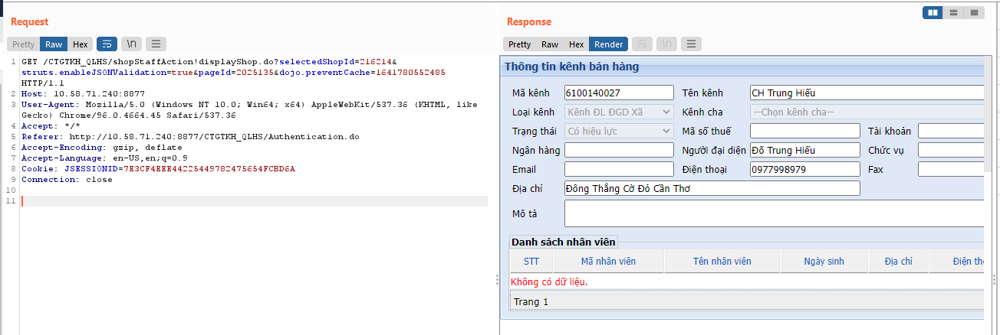 Request
Response
Pretty Raw Hex \n
Pretty Raw Hex Render \n
1 GET /CTGTKH_QLHS/shopStaffAction!displayShop.do?selectedShopId=216214&
struts.enableJSONValidation=true&pageId=2025135&dojo.preventCache=1641780552485
HTTP/1.1
2 Host: 10.58.71.240:8877
3 User-Agent: Mozilla/5.0 (Windows NT 10.0; Win64; x64) AppleWebKit/537.36 (KHTML, like
Gecko) Chrome/96.0.4664.45 Safari/537.36
4 Accept: */*
5 Referer: http://10.58.71.240:8877/CTGTKH_QLHS/Authentication.do
6 Accept-Encoding: gzip, deflate
7 Accept-Language: en-US,en;q=0.9
8 Cookie: JSESSIONID=7E3CF4EEE44225449782475654FCBD6A
9 Connection: close
10
11
Thông tin kênh bán hàng
Mã kênh 6100140027 Tên kênh CH Trung Hiếu
Loại kênh Kênh ĐL ĐGD Xã Kênh cha --Chọn kênh cha--
Trạng thái Có hiệu lực Mã số thuế Tài khoản
Ngân hàng Người đại diện Đỗ Trung Hiếu Chức vụ
Email Điện thoại 0977998979 Fax
Địa chỉ Đông Thắng Cờ Đỏ Cần Thơ
Mô tả
Danh sách nhân viên
STT Mã nhân viên Tên nhân viên Ngày sinh Địa chỉ Điện tho
Không có dữ liệu.
Trang 1